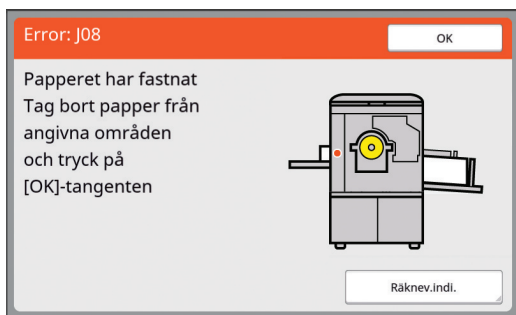 Error: J08
OK
Papperet har fastnat
Tag bort papper från
angivna områden
och tryck på
[OK]-tangenten
Räknev.indi.